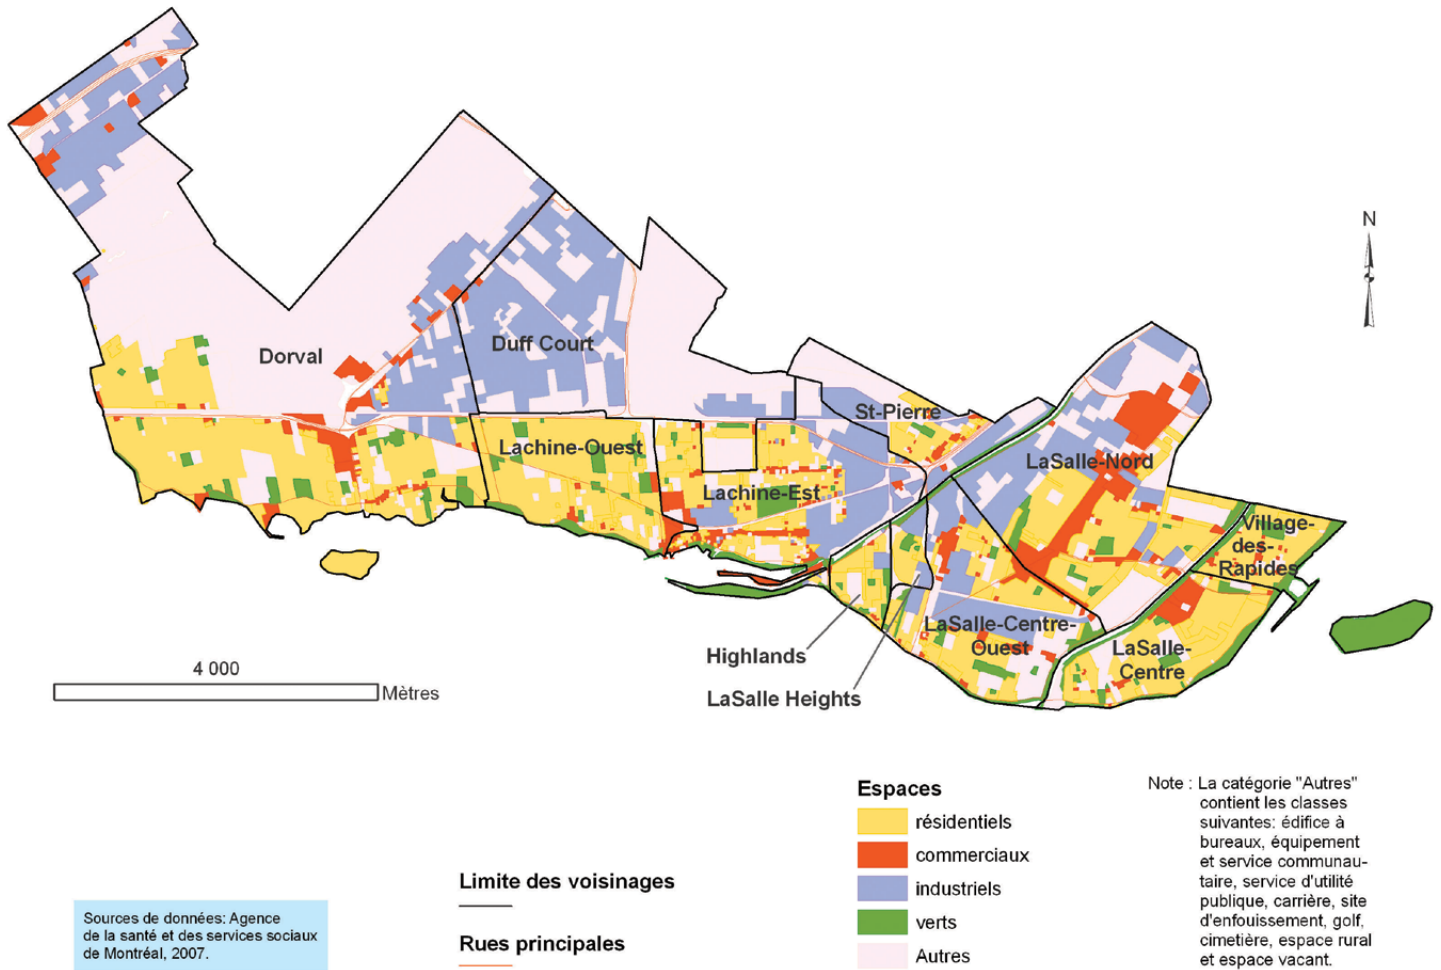 N
Dorval
Duff Court
St-Pierre
Lachine-Ouest
LaSalle-Nord
Lachine-Est
Village-
des-
Rapides
LaSalle-Centre-
Ouest
LaSalle-
Centre
Highlands
LaSalle Heights
4 000
Mètres
Espaces
résidentiels
commerciaux
industriels
verts
Autres
Note : La catégorie "Autres"
contient les classes
suivantes: édifice à
bureaux, équipement
et service communau-
taire, service d'utilité
publique, carrière, site
d'enfouissement, golf,
cimetière, espace rural
et espace vacant.
Limite des voisinages
Rues principales
Sources de données: Agence
de la santé et des services sociaux
de Montréal, 2007.